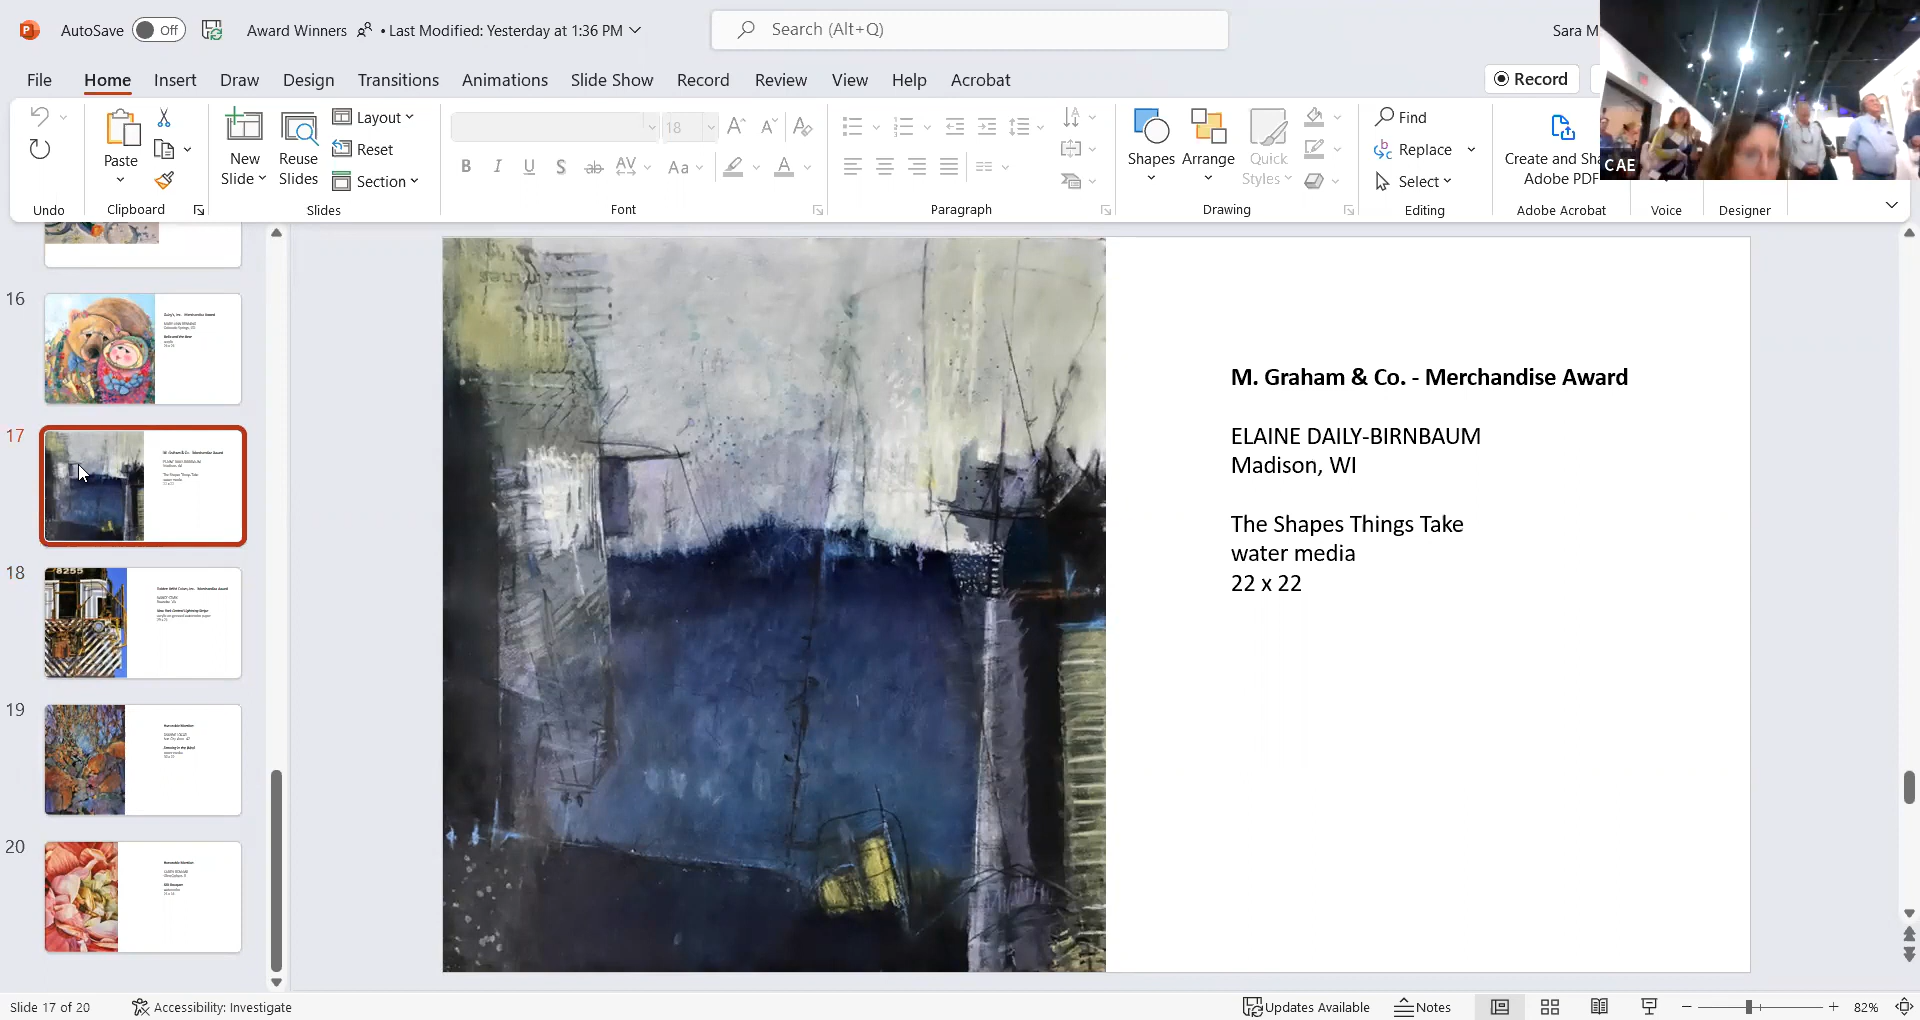 AutoSave Off Award Winners • Last Modified: Yesterday at 1:36 PM Search (Alt+Q) Sara M
File Home Insert Draw Design Transitions Animations Slide Show Record Review View Help Acrobat Record
Undo
Paste
Clipboard
New Slide
Reuse Slides
Layout
Reset
Section
Slides
18
B I U S ab AV Aa A
Font
Paragraph
Shapes
Arrange
Quick Styles
Drawing
Find
Replace
Select
Editing
Create and Sha
Adobe PDF
Adobe Acrobat
Voice
Designer
CAE
16
17
18
19
20
M. Graham & Co. - Merchandise Award
ELAINE DAILY-BIRNBAUM
Madison, WI
The Shapes Things Take
water media
22 x 22
Slide 17 of 20 Accessibility: Investigate Updates Available Notes 82%